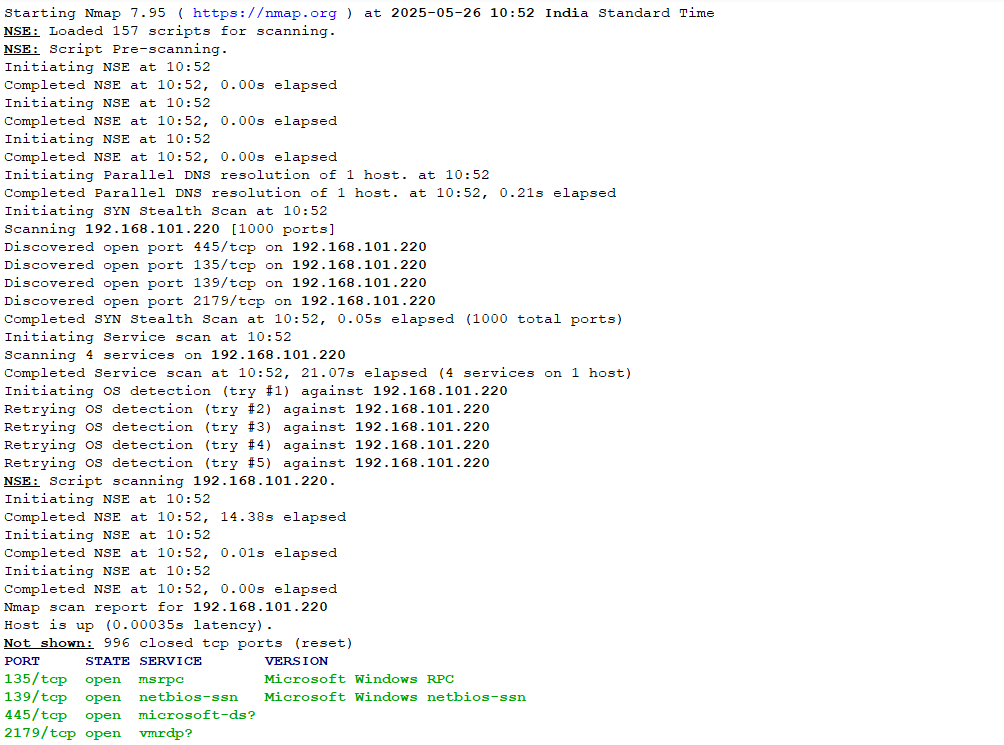 Starting Nmap 7.95 ( https://nmap.org ) at 2025-05-26 10:52 India Standard Time
NSE: Loaded 157 scripts for scanning.
NSE: Script Pre-scanning.
Initiating NSE at 10:52
Completed NSE at 10:52, 0.00s elapsed
Initiating NSE at 10:52
Completed NSE at 10:52, 0.00s elapsed
Initiating NSE at 10:52
Completed NSE at 10:52, 0.00s elapsed
Initiating Parallel DNS resolution of 1 host. at 10:52
Completed Parallel DNS resolution of 1 host. at 10:52, 0.21s elapsed
Initiating SYN Stealth Scan at 10:52
Scanning 192.168.101.220 [1000 ports]
Discovered open port 445/tcp on 192.168.101.220
Discovered open port 135/tcp on 192.168.101.220
Discovered open port 139/tcp on 192.168.101.220
Discovered open port 2179/tcp on 192.168.101.220
Completed SYN Stealth Scan at 10:52, 0.05s elapsed (1000 total ports)
Initiating Service scan at 10:52
Scanning 4 services on 192.168.101.220
Completed Service scan at 10:52, 21.07s elapsed (4 services on 1 host)
Initiating OS detection (try #1) against 192.168.101.220
Retrying OS detection (try #2) against 192.168.101.220
Retrying OS detection (try #3) against 192.168.101.220
Retrying OS detection (try #4) against 192.168.101.220
Retrying OS detection (try #5) against 192.168.101.220
NSE: Script scanning 192.168.101.220.
Initiating NSE at 10:52
Completed NSE at 10:52, 14.38s elapsed
Initiating NSE at 10:52
Completed NSE at 10:52, 0.01s elapsed
Initiating NSE at 10:52
Completed NSE at 10:52, 0.00s elapsed
Nmap scan report for 192.168.101.220
Host is up (0.00035s latency).
Not shown: 996 closed tcp ports (reset)
PORT     STATE SERVICE       VERSION
135/tcp  open  msrpc         Microsoft Windows RPC
139/tcp  open  netbios-ssn   Microsoft Windows netbios-ssn
445/tcp  open  microsoft-ds?
2179/tcp open  vmrdp?